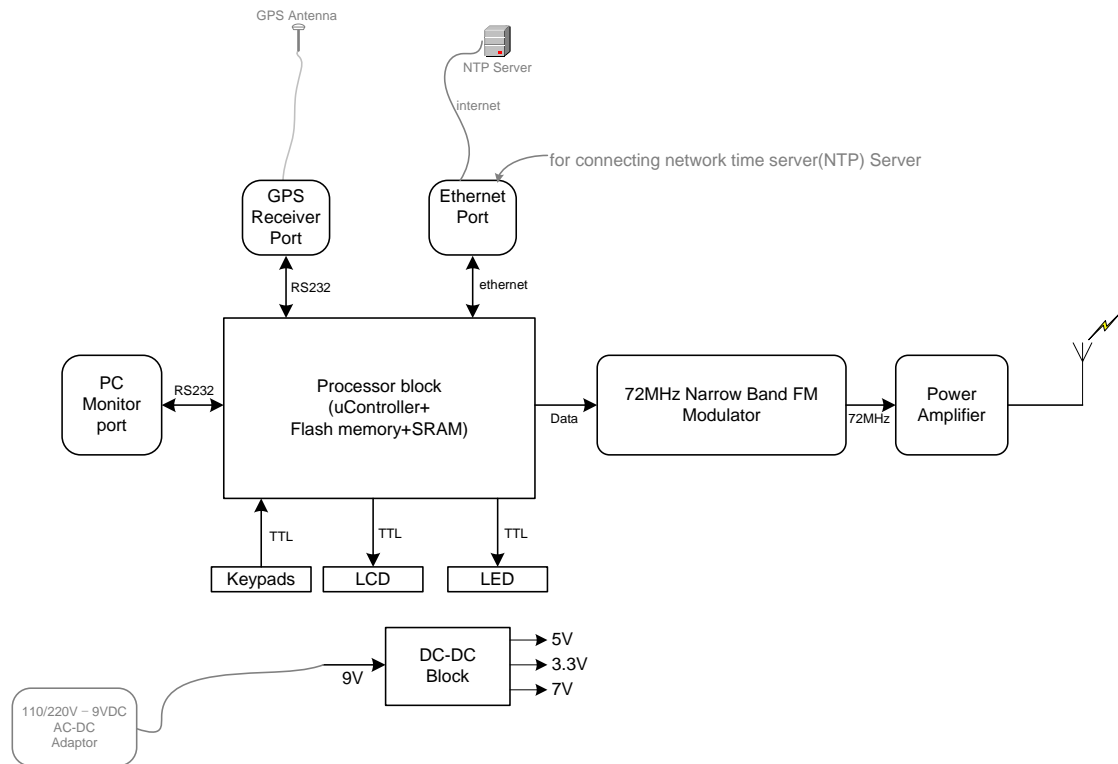 GPS Antenna
NTP Server
internet
for connecting network time server(NTP) Server
GPS
Receiver
Port
Ethernet
Port
RS232
ethernet
PC
Monitor
port
RS232
Processor block
(uController+
Flash memory+SRAM)
Data
72MHz Narrow Band FM
Modulator
72MHz
Power
Amplifier
TTL
TTL
TTL
Keypads
LCD
LED
DC-DC
Block
9V
5V
3.3V
7V
110/220V – 9VDC
AC-DC
Adaptor